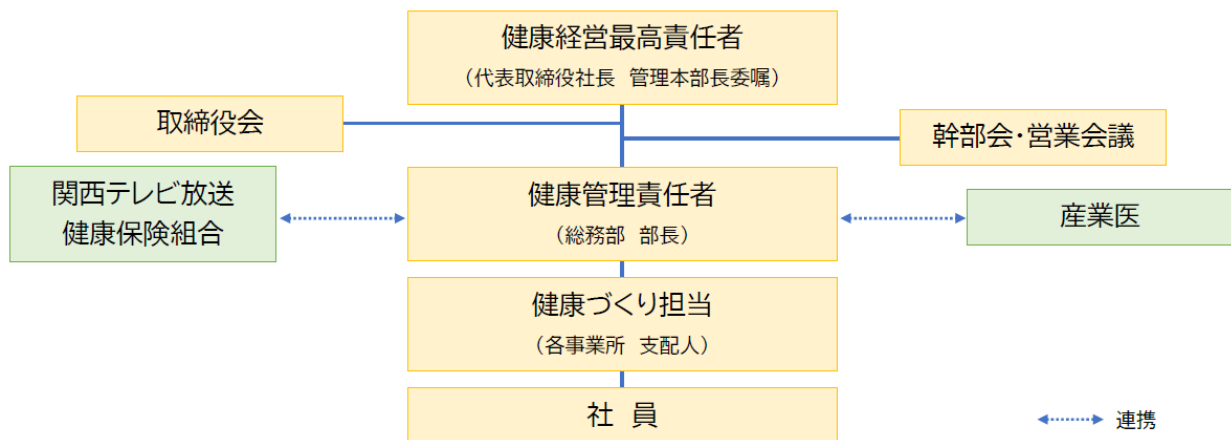 健康経営最高責任者
（代表取締役社長 管理本部長委嘱）
取締役会
幹部会・営業会議
関西テレビ放送
健康保険組合
健康管理責任者
（総務部 部長）
産業医
健康づくり担当
（各事業所 支配人）
社 員
連携